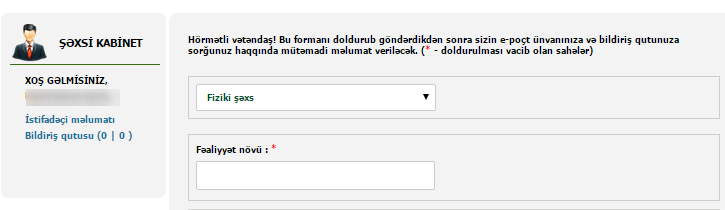 ŞƏXSİ KABİNET
XOŞ GƏLMİSİNİZ,
İstifadəçi məlumatı
Bildiriş qutusu (0 | 0 )
Hörmətli vətəndaş! Bu formanı doldurub göndərdikdən sonra sizin e-poçt ünvanınıza və bildiriş qutunuza
sorğunuz haqqında mütəmadi məlumat veriləcək. (* - doldurulması vacib olan sahələr)
Fiziki şəxs
Fəaliyyət növü : *